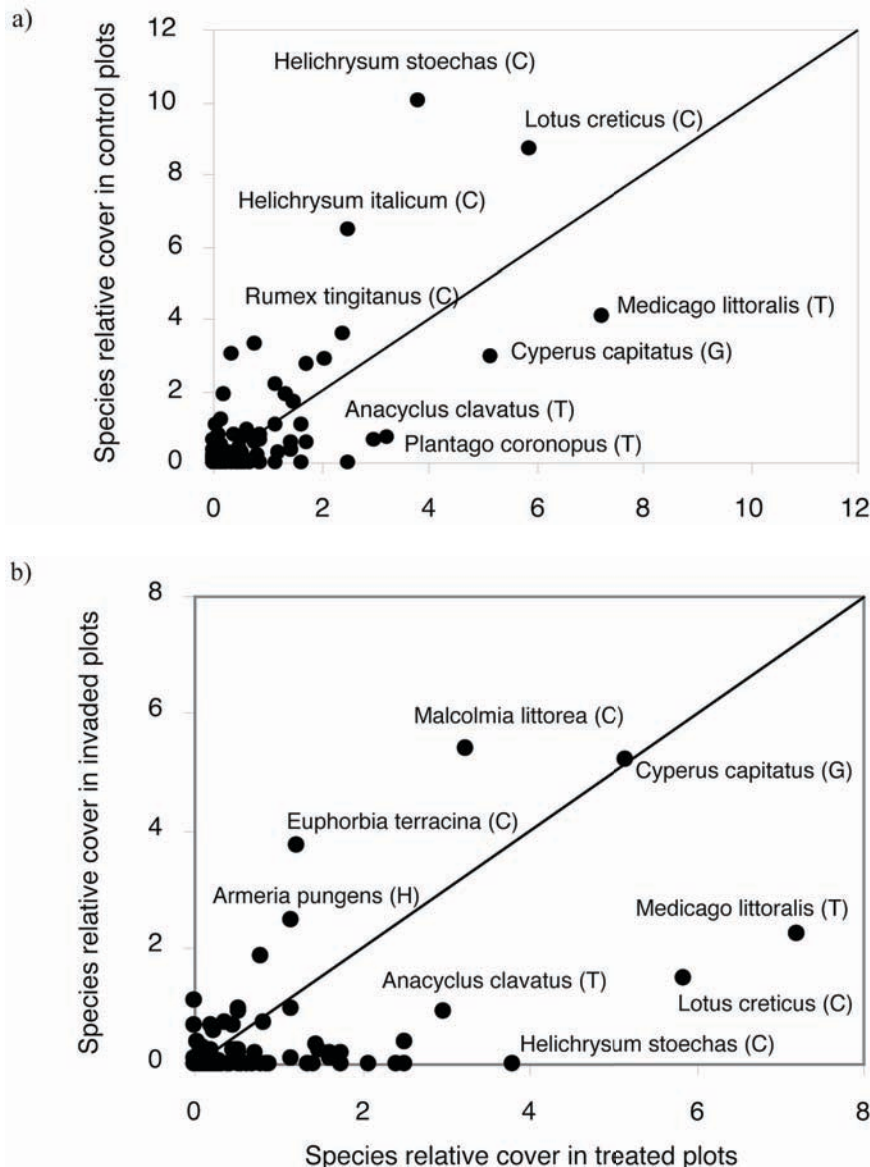 a)
12
Helichrysum stoechas (C)
10
Lotus creticus (C)
8
Helichrysum italicum (C)
6
Rumex tingitanus (C)
Medicago littoralis (T)
4
Cyperus capitatus (G)
2
Anacyclus clavatus (T)
Plantago coronopus (T)
0
Species relative cover in control plots
0 2 4 6 8 10 12
b)
8
6
Malcolmia littorea (C)
Cyperus capitatus (G)
Euphorbia terracina (C)
4
Armeria pungens (H)
Medicago littoralis (T)
2
Anacyclus clavatus (T)
Lotus creticus (C)
Helichrysum stoechas (C)
0
Species relative cover in invaded plots
0 2 4 6 8
Species relative cover in treated plots